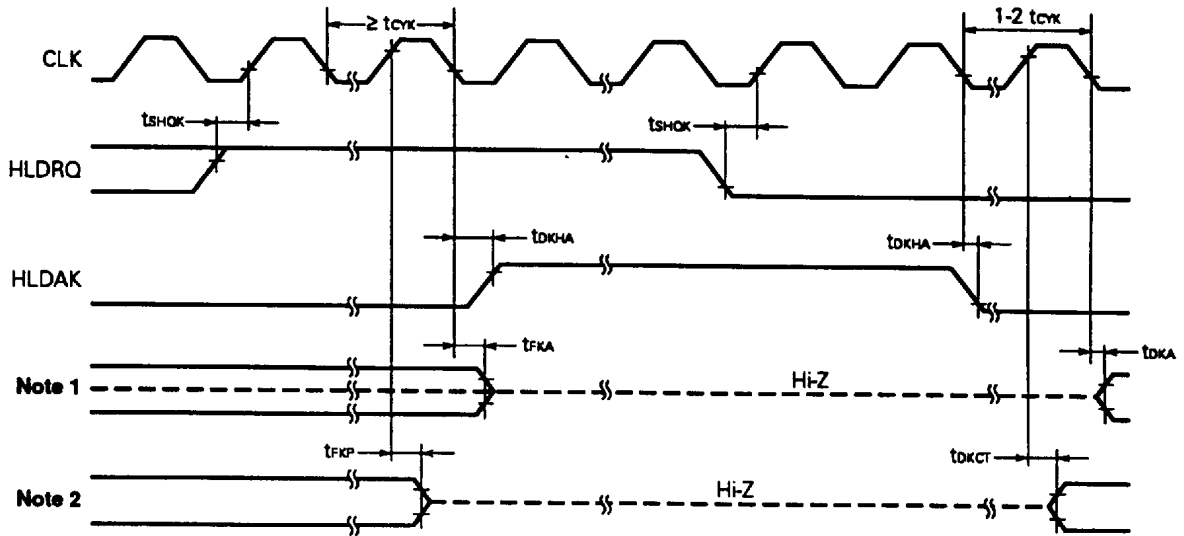 ≥ tCYK
1-2 tCYK
CLK
tSHQK
tSHQK
HLDRQ
tDKHA
tDKHA
HLDAK
tFKA
tDKA
Note 1
Hi-Z
tFKP
tDKCT
Note 2
Hi-Z